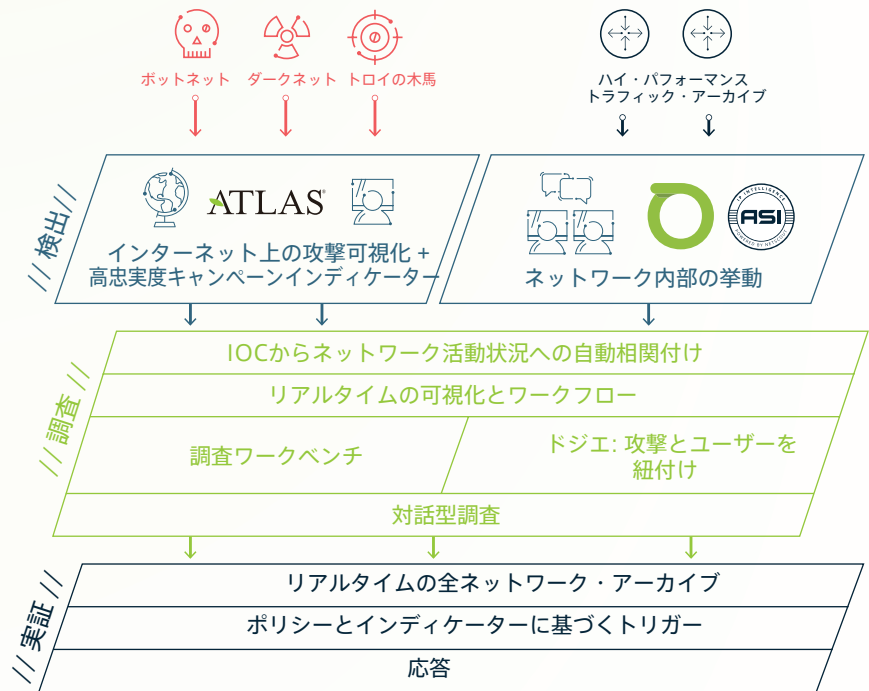 ボットネット
ダークネット
トロイの木馬
ハイ・パフォーマンス
トラフィック・アーカイブ
// 検出 //
ATLAS®
インターネット上の攻撃可視化 +
高忠実度キャンペーンインディケーター
IP INTELLIGENCE
ASI
POWERED BY NETSCOUT
ネットワーク内部の挙動
// 調査 //
IOCからネットワーク活動状況への自動相関付け
リアルタイムの可視化とワークフロー
調査ワークベンチ
ドジエ: 攻撃とユーザーを
紐付け
対話型調査
// 実証 //
リアルタイムの全ネットワーク・アーカイブ
ポリシーとインディケーターに基づくトリガー
応答